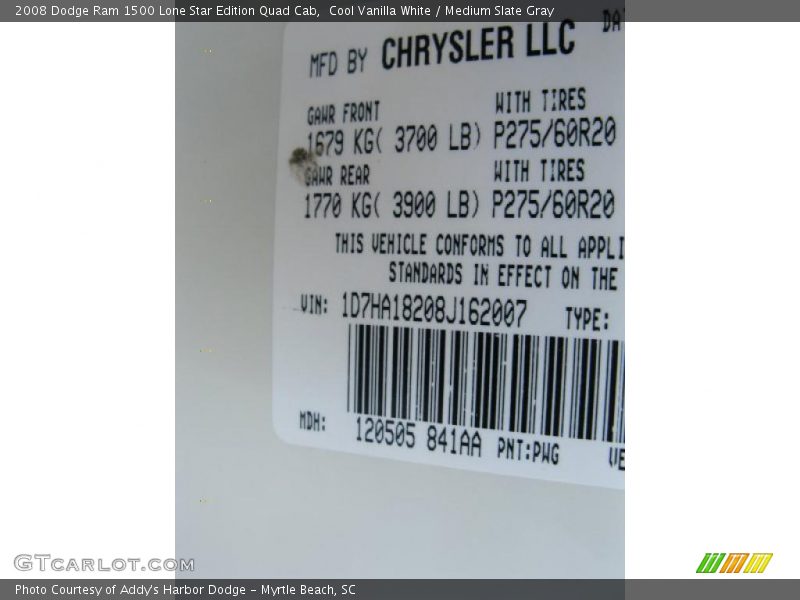 2008 Dodge Ram 1500 Lone Star Edition Quad Cab,  Cool Vanilla White / Medium Slate Gray
MFD BY CHRYSLER LLC
GAWR FRONT WITH TIRES
1679 KG( 3700 LB) P275/60R20
GAWR REAR WITH TIRES
1770 KG( 3900 LB) P275/60R20
THIS VEHICLE CONFORMS TO ALL APPLI
STANDARDS IN EFFECT ON THE
VIN: 1D7HA18208J162007 TYPE:
MDH: 120505 841AA PNT:PWG VE
GTCARLOT.COM
Photo Courtesy of Addy's Harbor Dodge - Myrtle Beach, SC